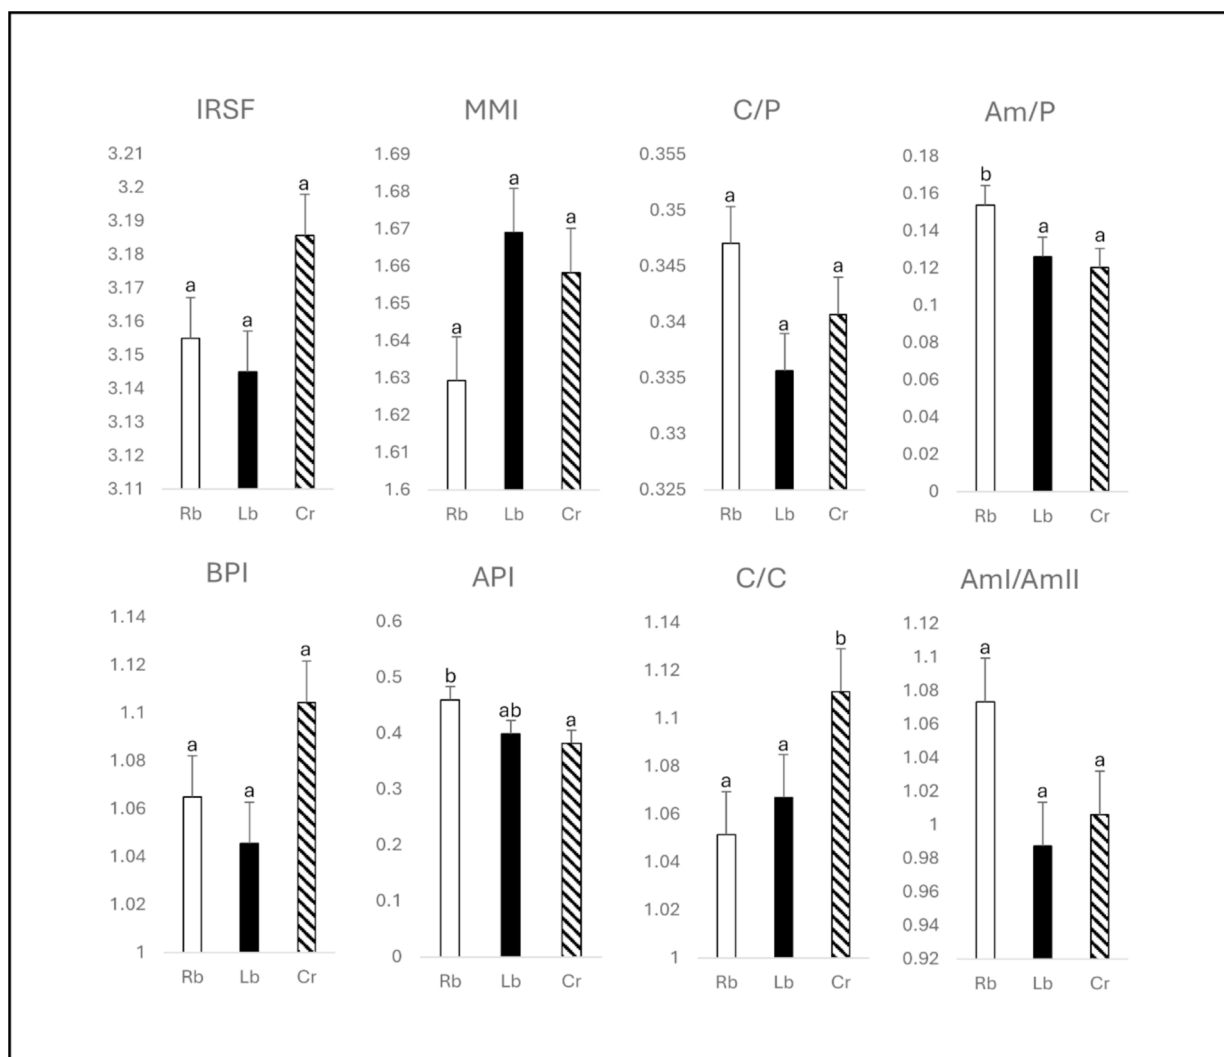 IRSF
3.21
3.2
3.19
3.18
3.17
3.16
3.15
3.14
3.13
3.12
3.11
a
a
a
Rb Lb Cr
MMI
1.69
1.68
1.67
1.66
1.65
1.64
1.63
1.62
1.61
1.6
a
a
a
Rb Lb Cr
C/P
0.355
0.35
0.345
0.34
0.335
0.33
0.325
a
a
a
Rb Lb Cr
Am/P
0.18
0.16
0.14
0.12
0.1
0.08
0.06
0.04
0.02
0
b
a
a
Rb Lb Cr
BPI
1.14
1.12
1.1
1.08
1.06
1.04
1.02
1
a
a
a
Rb Lb Cr
API
0.6
0.5
0.4
0.3
0.2
0.1
0
b
ab
a
Rb Lb Cr
C/C
1.14
1.12
1.1
1.08
1.06
1.04
1.02
1
a
a
b
Rb Lb Cr
AmI/AmII
1.12
1.1
1.08
1.06
1.04
1.02
1
0.98
0.96
0.94
0.92
a
a
a
Rb Lb Cr